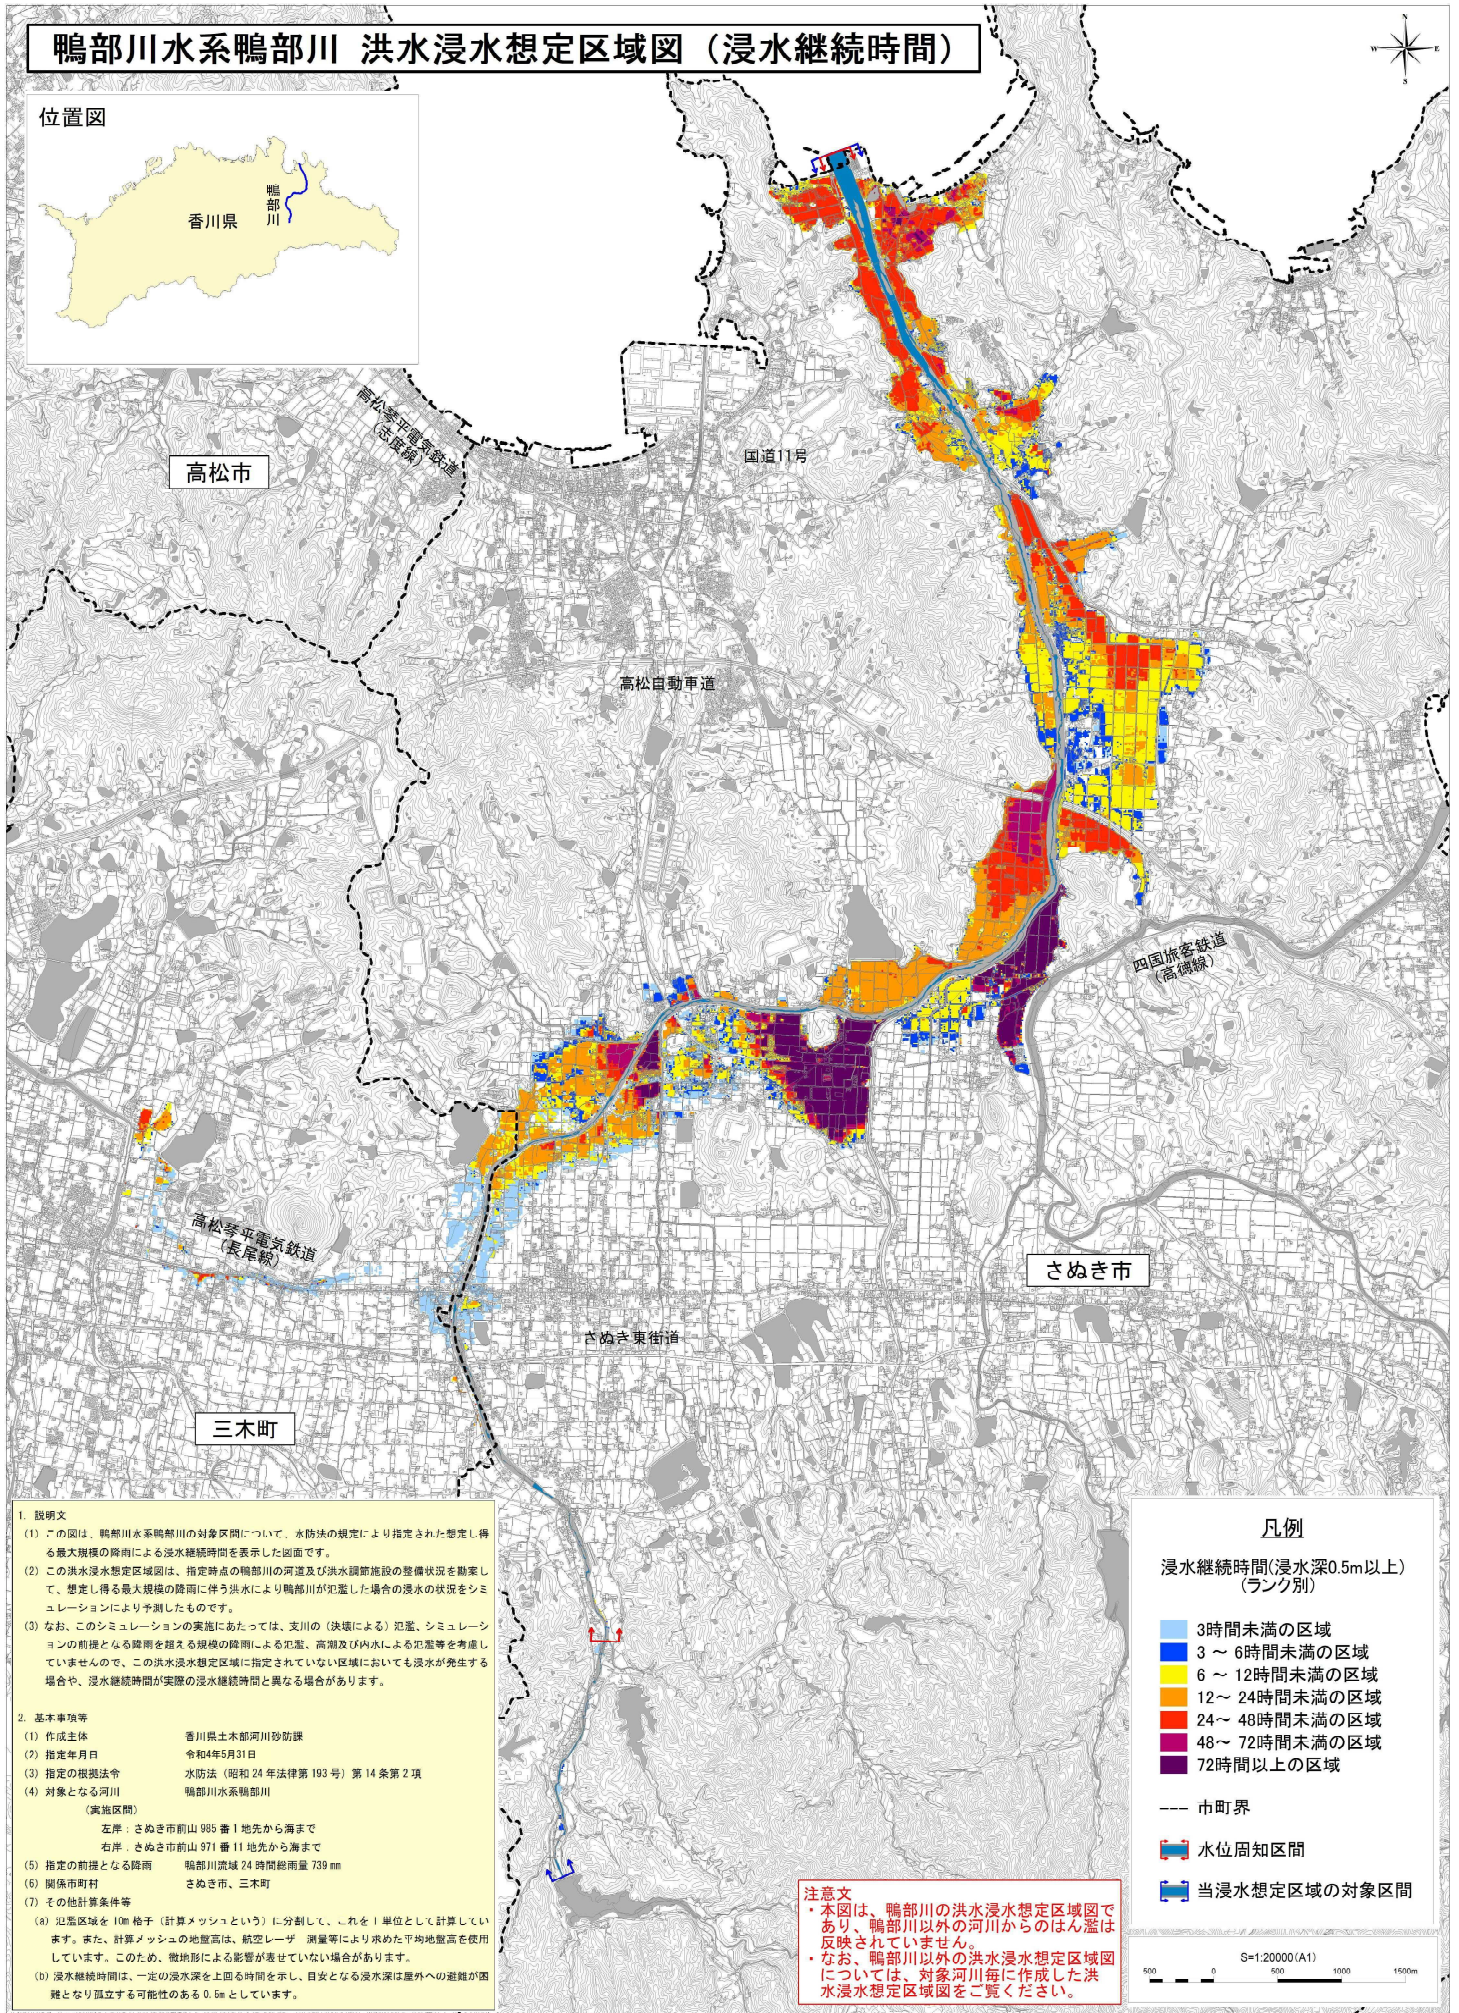 鴨部川水系鴨部川 洪水浸水想定区域図（浸水継続時間）
N
W
E
S
位置図
香川県
鴨部川
高松琴平電気鉄道
（志度線）
高松市
国道11号
高松自動車道
四国旅客鉄道
（高徳線）
高松琴平電気鉄道
（長尾線）
さぬき市
さぬき東街道
三木町
1. 説明文
(1) この図は、鴨部川水系鴨部川の対象区間について、水防法の規定により指定された想定し得
る最大規模の降雨による浸水継続時間を表示した図面です。
(2) この洪水浸水想定区域図は、指定時点の鴨部川の河道及び洪水調節施設の整備状況を勘案し
て、想定し得る最大規模の降雨に伴う洪水により鴨部川が氾濫した場合の浸水の状況をシミ
ュレーションにより予測したものです。
(3) なお、このシミュレーションの実施にあたっては、支川の（決壊による）氾濫、シミュレーシ
ョンの前提となる降雨を超える規模の降雨による氾濫、高潮及び内水による氾濫等を考慮し
ていませんので、この洪水浸水想定区域に指定されていない区域においても浸水が発生する
場合や、浸水継続時間が実際の浸水継続時間と異なる場合があります。
2. 基本事項等
(1) 作成主体 香川県土木部河川砂防課
(2) 指定年月日 令和4年5月31日
(3) 指定の根拠法令 水防法（昭和 24 年法律第 193 号）第 14 条第 2 項
(4) 対象となる河川 鴨部川水系鴨部川
（実施区間）
左岸：さぬき市前山 985 番 1 地先から海まで
右岸：さぬき市前山 971 番 11 地先から海まで
(5) 指定の前提となる降雨 鴨部川流域 24 時間総雨量 739 mm
(6) 関係市町村 さぬき市、三木町
(7) その他計算条件等
(a) 氾濫区域を 10m 格子（計算メッシュという）に分割して、これを 1 単位として計算してい
ます。また、計算メッシュの地盤高は、航空レーザ 測量等により求めた平均地盤高を使用
しています。このため、微地形による影響が表せていない場合があります。
(b) 浸水継続時間は、一定の浸水深を上回る時間を示し、目安となる浸水深は屋外への避難が困
難となり孤立する可能性のある 0.5m としています。
注意文
・本図は、鴨部川の洪水浸水想定区域図で
あり、鴨部川以外の河川からのはん濫は
反映されていません。
・なお、鴨部川以外の洪水浸水想定区域図
については、対象河川毎に作成した洪
水浸水想定区域図をご覧ください。
凡例
浸水継続時間(浸水深0.5m以上)
（ランク別）
3時間未満の区域
3 ～ 6時間未満の区域
6 ～ 12時間未満の区域
12～ 24時間未満の区域
24～ 48時間未満の区域
48～ 72時間未満の区域
72時間以上の区域
市町界
水位周知区間
当浸水想定区域の対象区間
S=1:20000(A1)
500 0 500 1000 1500m